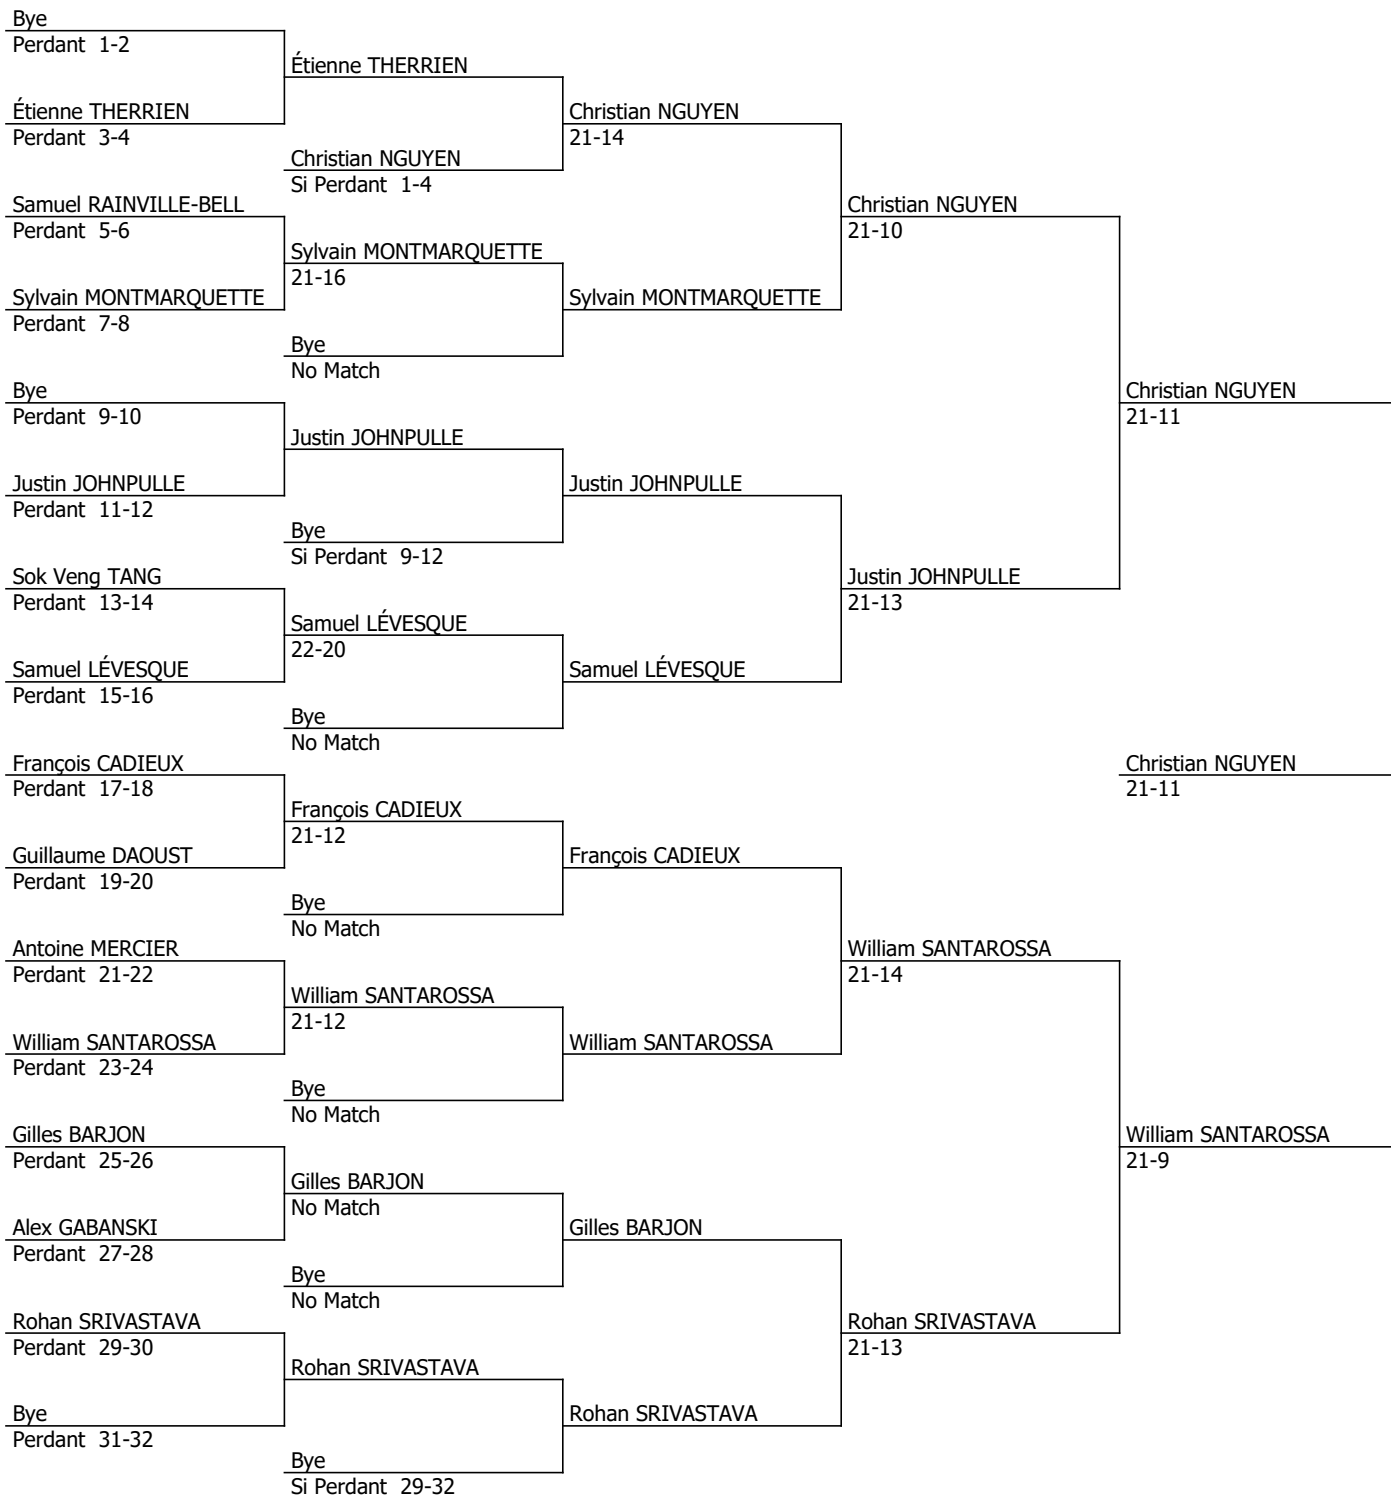 Bye
Perdant 1-2
Étienne THERRIEN
Étienne THERRIEN
Perdant 3-4
Christian NGUYEN
21-14
Christian NGUYEN
Si Perdant 1-4
Samuel RAINVILLE-BELL
Perdant 5-6
Christian NGUYEN
21-10
Sylvain MONTMARQUETTE
21-16
Sylvain MONTMARQUETTE
Perdant 7-8
Sylvain MONTMARQUETTE
Bye
No Match
Bye
Perdant 9-10
Christian NGUYEN
21-11
Justin JOHNPULLE
Justin JOHNPULLE
Perdant 11-12
Justin JOHNPULLE
Bye
Si Perdant 9-12
Sok Veng TANG
Perdant 13-14
Justin JOHNPULLE
21-13
Samuel LÉVESQUE
22-20
Samuel LÉVESQUE
Perdant 15-16
Samuel LÉVESQUE
Bye
No Match
François CADIEUX
Perdant 17-18
Christian NGUYEN
21-11
François CADIEUX
21-12
Guillaume DAOUST
Perdant 19-20
François CADIEUX
Bye
No Match
Antoine MERCIER
Perdant 21-22
William SANTAROSSA
21-14
William SANTAROSSA
21-12
William SANTAROSSA
Perdant 23-24
William SANTAROSSA
Bye
No Match
Gilles BARJON
Perdant 25-26
William SANTAROSSA
21-9
Gilles BARJON
No Match
Alex GABANSKI
Perdant 27-28
Gilles BARJON
Bye
No Match
Rohan SRIVASTAVA
Perdant 29-30
Rohan SRIVASTAVA
21-13
Rohan SRIVASTAVA
Bye
Perdant 31-32
Rohan SRIVASTAVA
Bye
Si Perdant 29-32